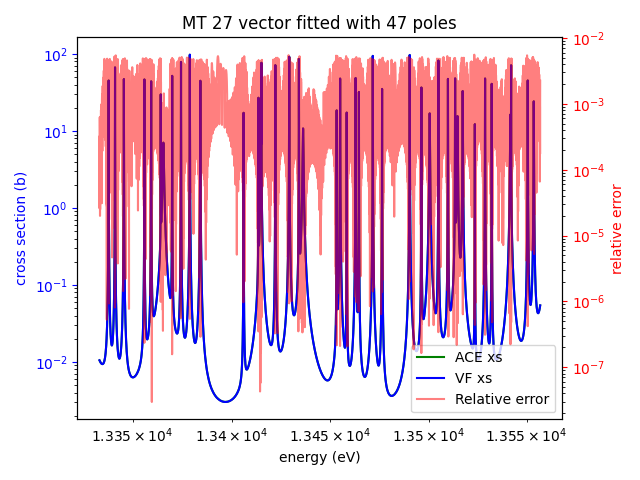 MT 27 vector fitted with 47 poles
10²
10¹
10⁰
10⁻¹
10⁻²
cross section (b)
10⁻²
10⁻³
10⁻⁴
10⁻⁵
10⁻⁶
10⁻⁷
relative error
1.335 × 10⁴ 1.34 × 10⁴ 1.345 × 10⁴ 1.35 × 10⁴ 1.355 × 10⁴
energy (eV)
ACE xs
VF xs
Relative error